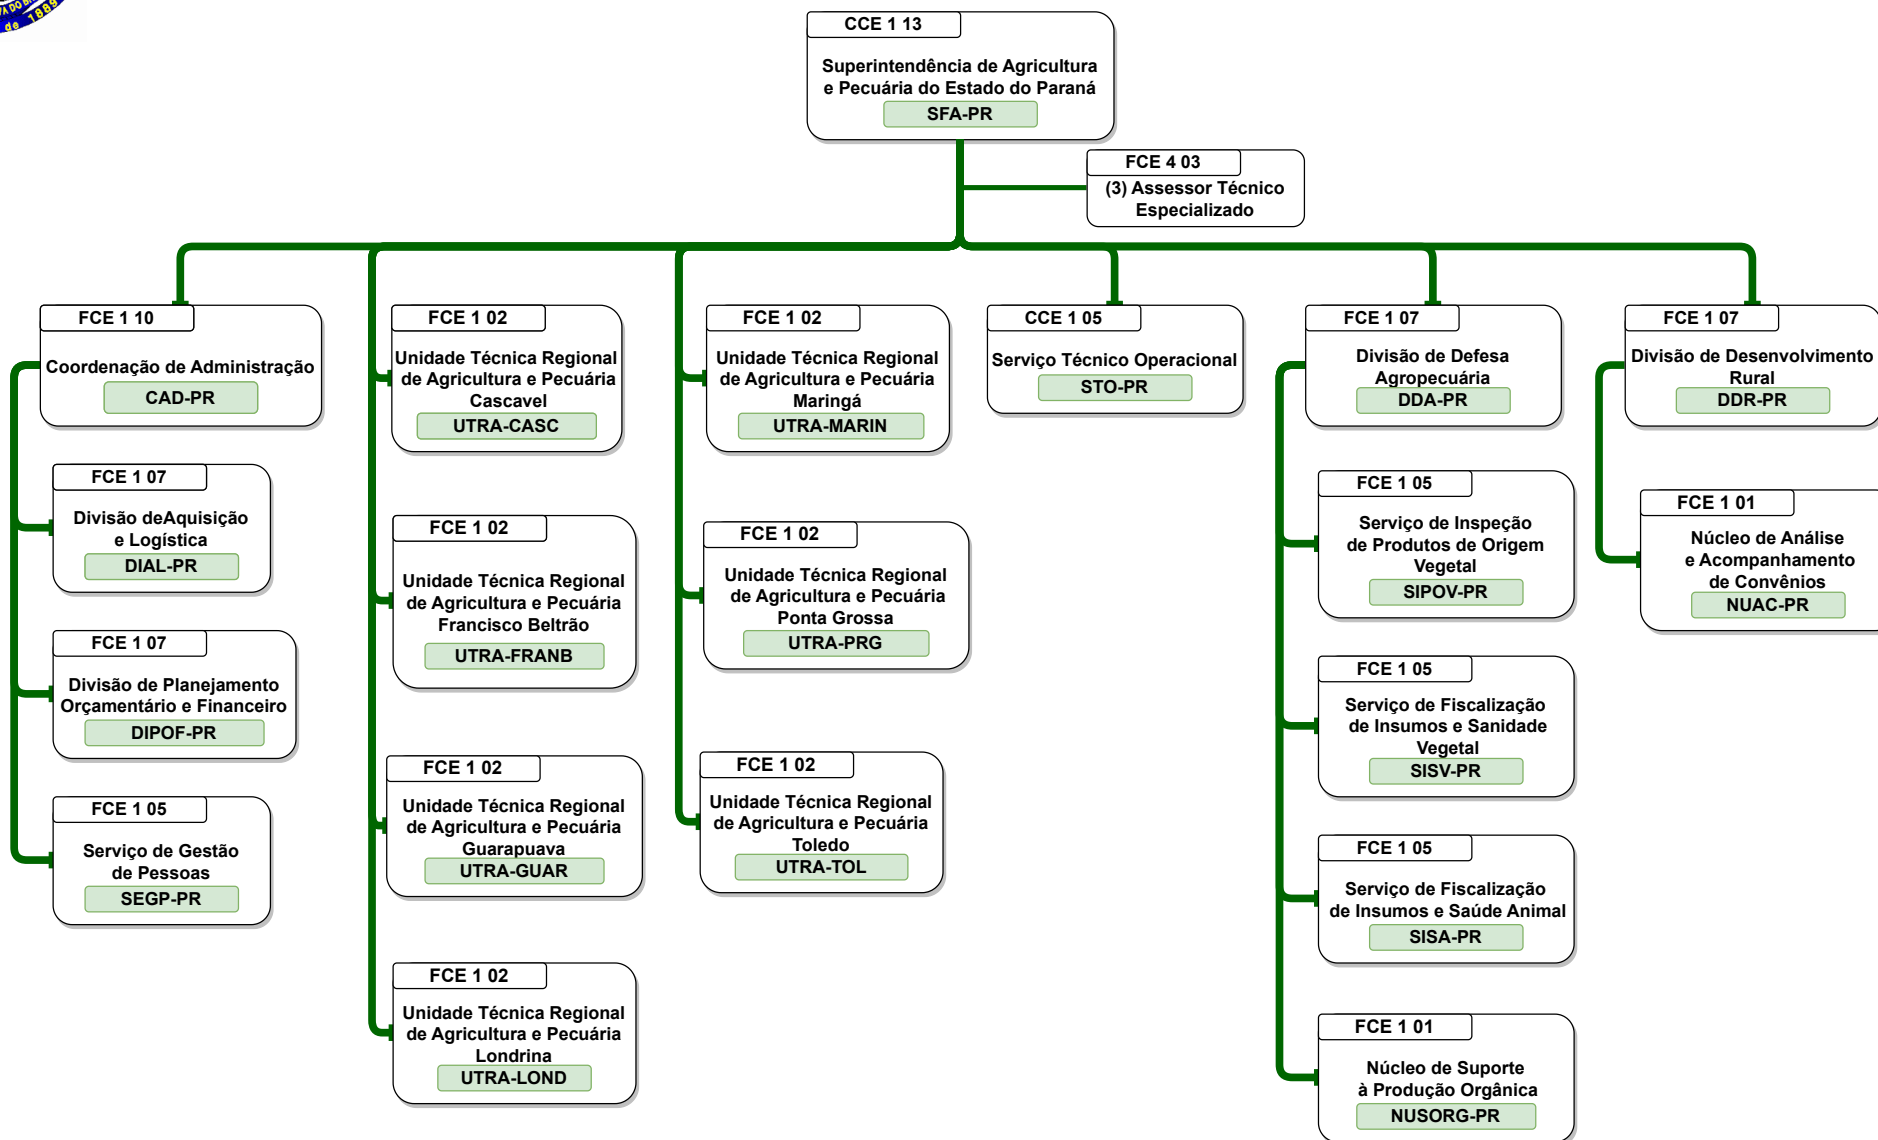 de 1889
CCE 1 13
Superintendência de Agricultura
e Pecuária do Estado do Paraná
SFA-PR
FCE 4 03
(3) Assessor Técnico
Especializado
FCE 1 10
Coordenação de Administração
CAD-PR
FCE 1 07
Divisão deAquisição
e Logística
DIAL-PR
FCE 1 07
Divisão de Planejamento
Orçamentário e Financeiro
DIPOF-PR
FCE 1 05
Serviço de Gestão
de Pessoas
SEGP-PR
FCE 1 02
Unidade Técnica Regional
de Agricultura e Pecuária
Cascavel
UTRA-CASC
FCE 1 02
Unidade Técnica Regional
de Agricultura e Pecuária
Francisco Beltrão
UTRA-FRANB
FCE 1 02
Unidade Técnica Regional
de Agricultura e Pecuária
Guarapuava
UTRA-GUAR
FCE 1 02
Unidade Técnica Regional
de Agricultura e Pecuária
Londrina
UTRA-LOND
FCE 1 02
Unidade Técnica Regional
de Agricultura e Pecuária
Maringá
UTRA-MARIN
FCE 1 02
Unidade Técnica Regional
de Agricultura e Pecuária
Ponta Grossa
UTRA-PRG
FCE 1 02
Unidade Técnica Regional
de Agricultura e Pecuária
Toledo
UTRA-TOL
CCE 1 05
Serviço Técnico Operacional
STO-PR
FCE 1 07
Divisão de Defesa
Agropecuária
DDA-PR
FCE 1 05
Serviço de Inspeção
de Produtos de Origem
Vegetal
SIPOV-PR
FCE 1 05
Serviço de Fiscalização
de Insumos e Sanidade
Vegetal
SISV-PR
FCE 1 05
Serviço de Fiscalização
de Insumos e Saúde Animal
SISA-PR
FCE 1 01
Núcleo de Suporte
à Produção Orgânica
NUSORG-PR
FCE 1 07
Divisão de Desenvolvimento
Rural
DDR-PR
FCE 1 01
Núcleo de Análise
e Acompanhamento
de Convênios
NUAC-PR